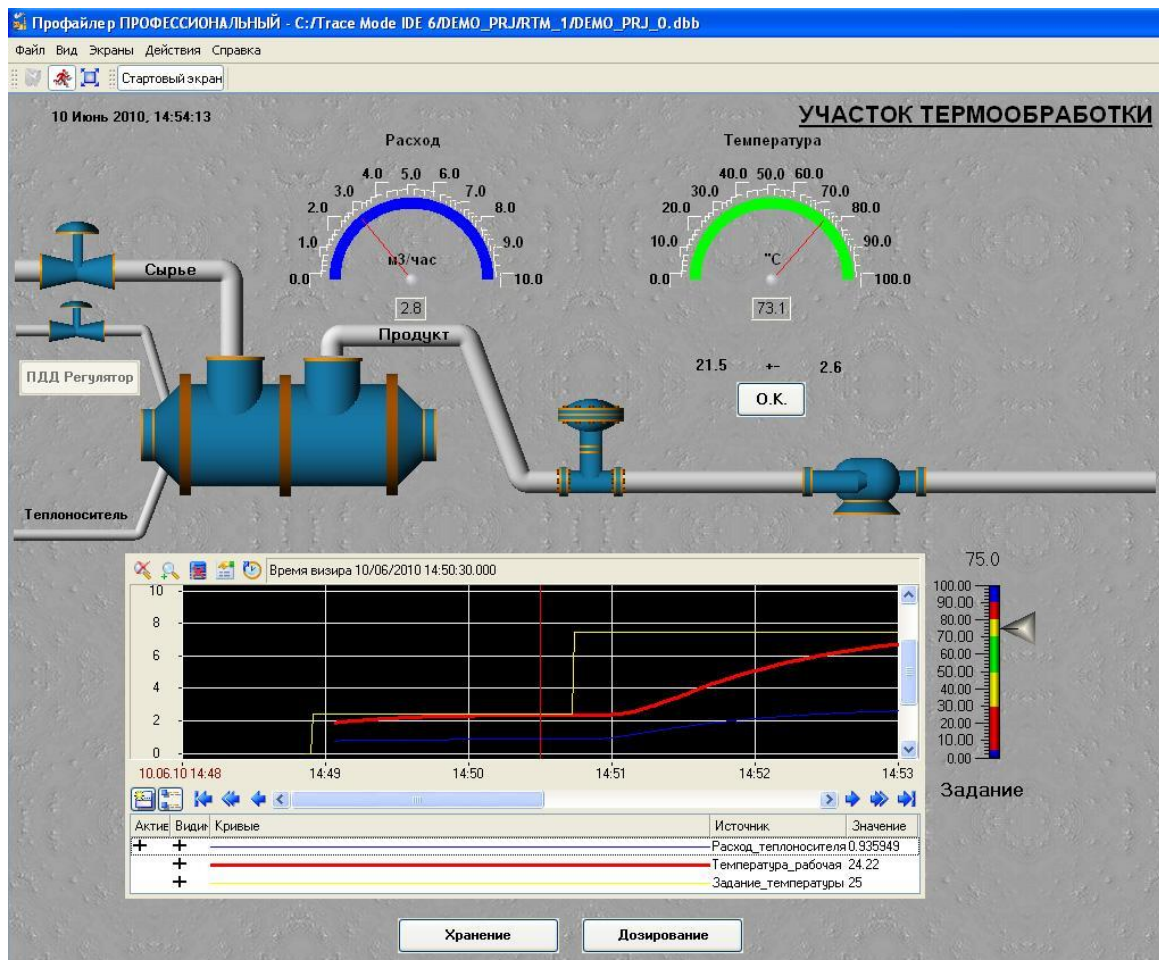 Профайлер ПРОФЕССИОНАЛЬНЫЙ - C:/Trace Mode IDE 6/DEMO_PRJ/RTM_1/DEMO_PRJ_0.dbb
Файл Вид Экраны Действия Справка
Стартовый экран
10 Июнь 2010, 14:54:13
УЧАСТОК ТЕРМООБРАБОТКИ
Расход
0.0 1.0 2.0 3.0 4.0 5.0 6.0 7.0 8.0 9.0 10.0
м3/час
2.8
Температура
0.0 10.0 20.0 30.0 40.0 50.0 60.0 70.0 80.0 90.0 100.0
"C
73.1
Сырье
Продукт
ПДД Регулятор
21.5 +- 2.6
O.K.
Теплоноситель
Время визира 10/06/2010 14:50:30.000
10
8
6
4
2
0
10.06.10 14:48 14:49 14:50 14:51 14:52 14:53
75.0
100.00
90.00
80.00
70.00
60.00
50.00
40.00
30.00
20.00
10.00
0.00
Задание
Актив Видим Кривые Источник Значение
Расход_теплоносителя 0.935949
Температура_рабочая 24.22
Задание_температуры 25
Хранение Дозирование